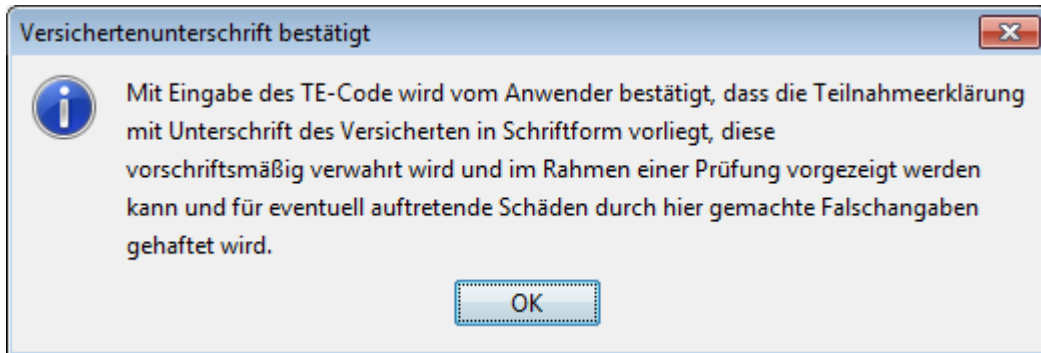 Versichertenunterschrift bestätigt
Mit Eingabe des TE-Code wird vom Anwender bestätigt, dass die Teilnahmeerklärung
mit Unterschrift des Versicherten in Schriftform vorliegt, diese
vorschriftsmäßig verwahrt wird und im Rahmen einer Prüfung vorgezeigt werden
kann und für eventuell auftretende Schäden durch hier gemachte Falschangaben
gehaftet wird.
OK